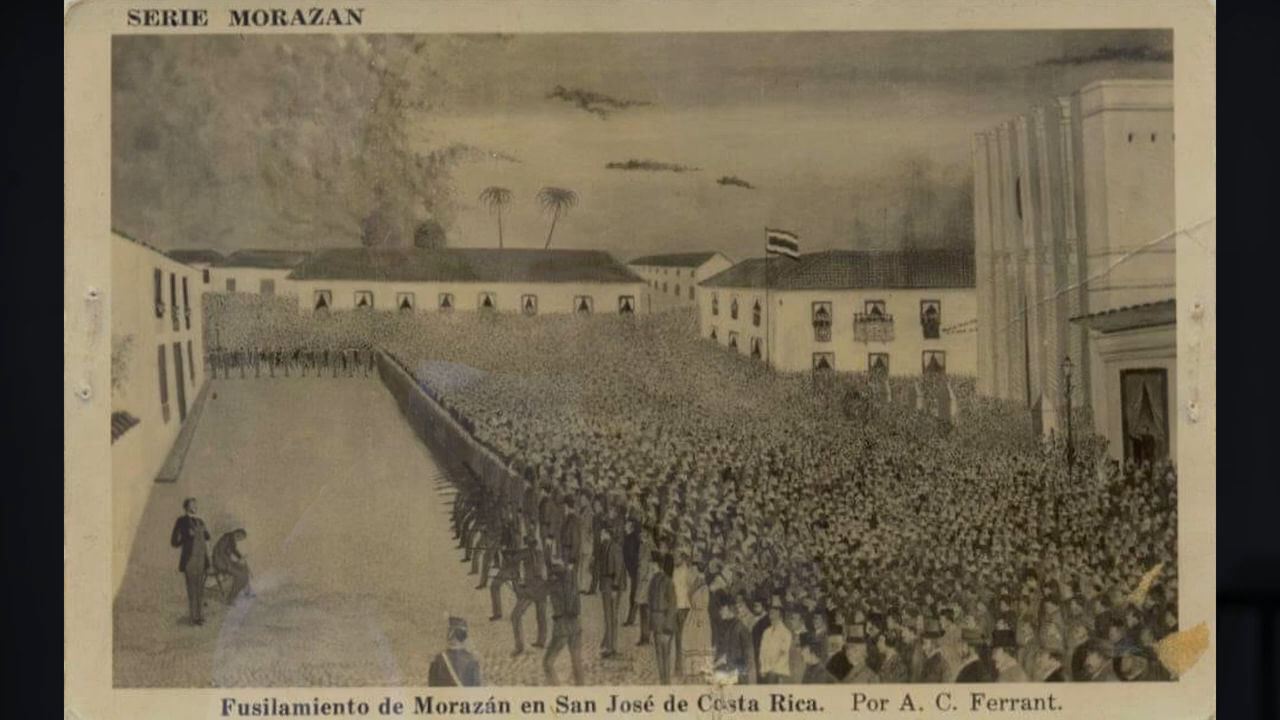 SERIE MORAZAN
Fusilamiento de Morazán en San José de Costa Rica. Por A. C. Ferrant.